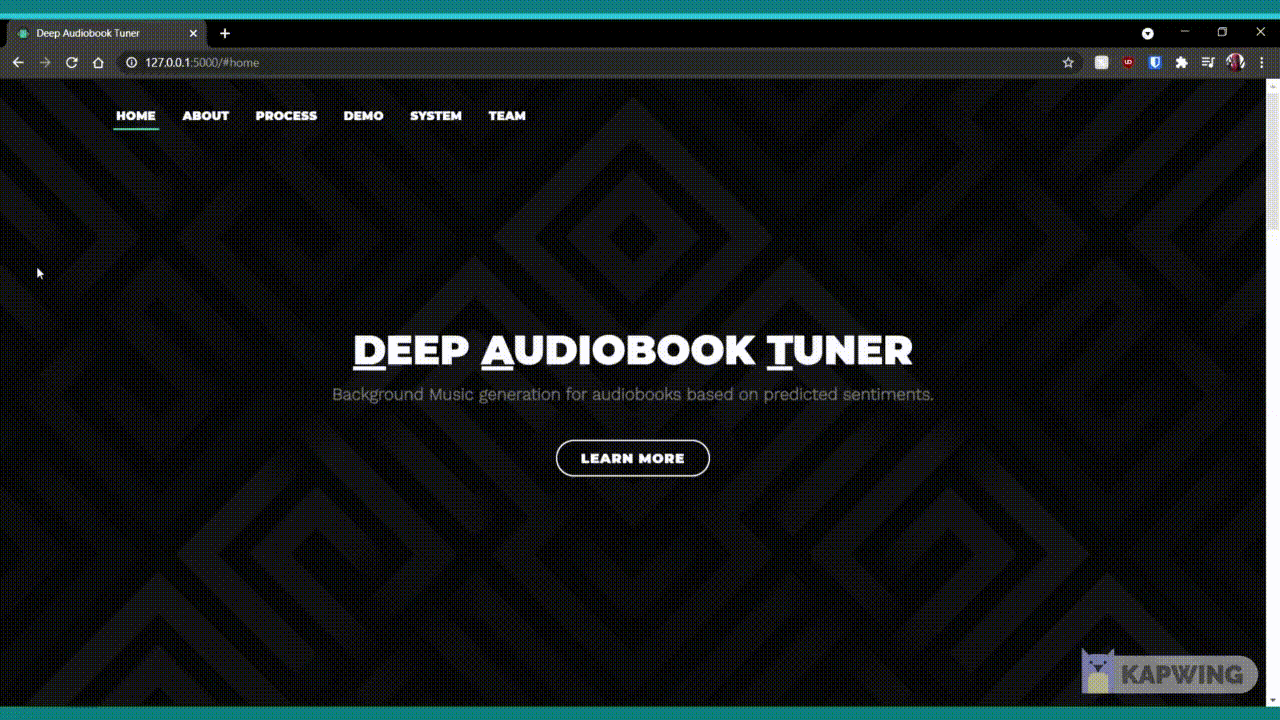 Deep Audiobook Tuner
127.0.0.1:5000/#home
HOME ABOUT PROCESS DEMO SYSTEM TEAM
DEEP AUDIOBOOK TUNER
Background Music generation for audiobooks based on predicted sentiments.
LEARN MORE
KAPWING